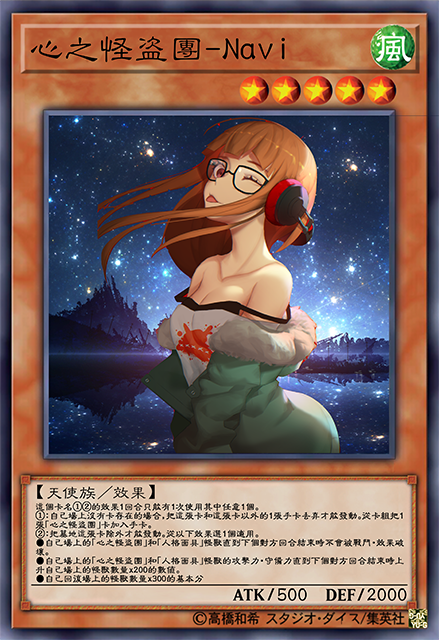 心之怪盜團-Navi
風
【天使族/效果】
這個卡名①②的效果1回合只能有1次使用其中任意1個。
①:自己場上沒有卡存在的場合,把這張卡和這張卡以外的1張手卡丟棄才能發動。從卡組把1
張「心之怪盜團」卡加入手卡。
②:把墓地這張卡除外才能發動。從以下效果選1個適用。
●自己場上的「心之怪盜團」和「人格面具」怪獸直到下個對方回合結束時不會被戰鬥、效果破
壞。
●自己場上的「心之怪盜團」和「人格面具」怪獸的攻擊力、守備力直到下個對方回合結束時上
升自己場上的怪獸數量x200的數值。
●自己回復場上的怪獸數量x300的基本分
ATK/500 DEF/2000
©高橋和希 スタジオ・ダイス/集英社